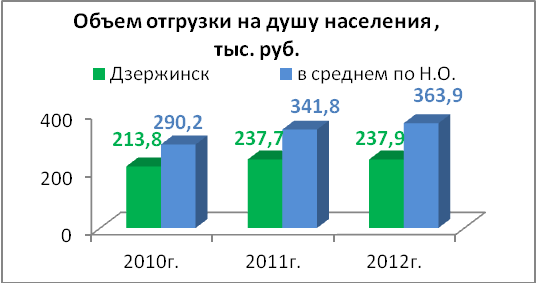 Объем отгрузки на душу населения,
тыс. руб.
Дзержинск в среднем по Н.О.
400
200
0
213,8 290,2 237,7 341,8 237,9 363,9
2010г. 2011г. 2012г.